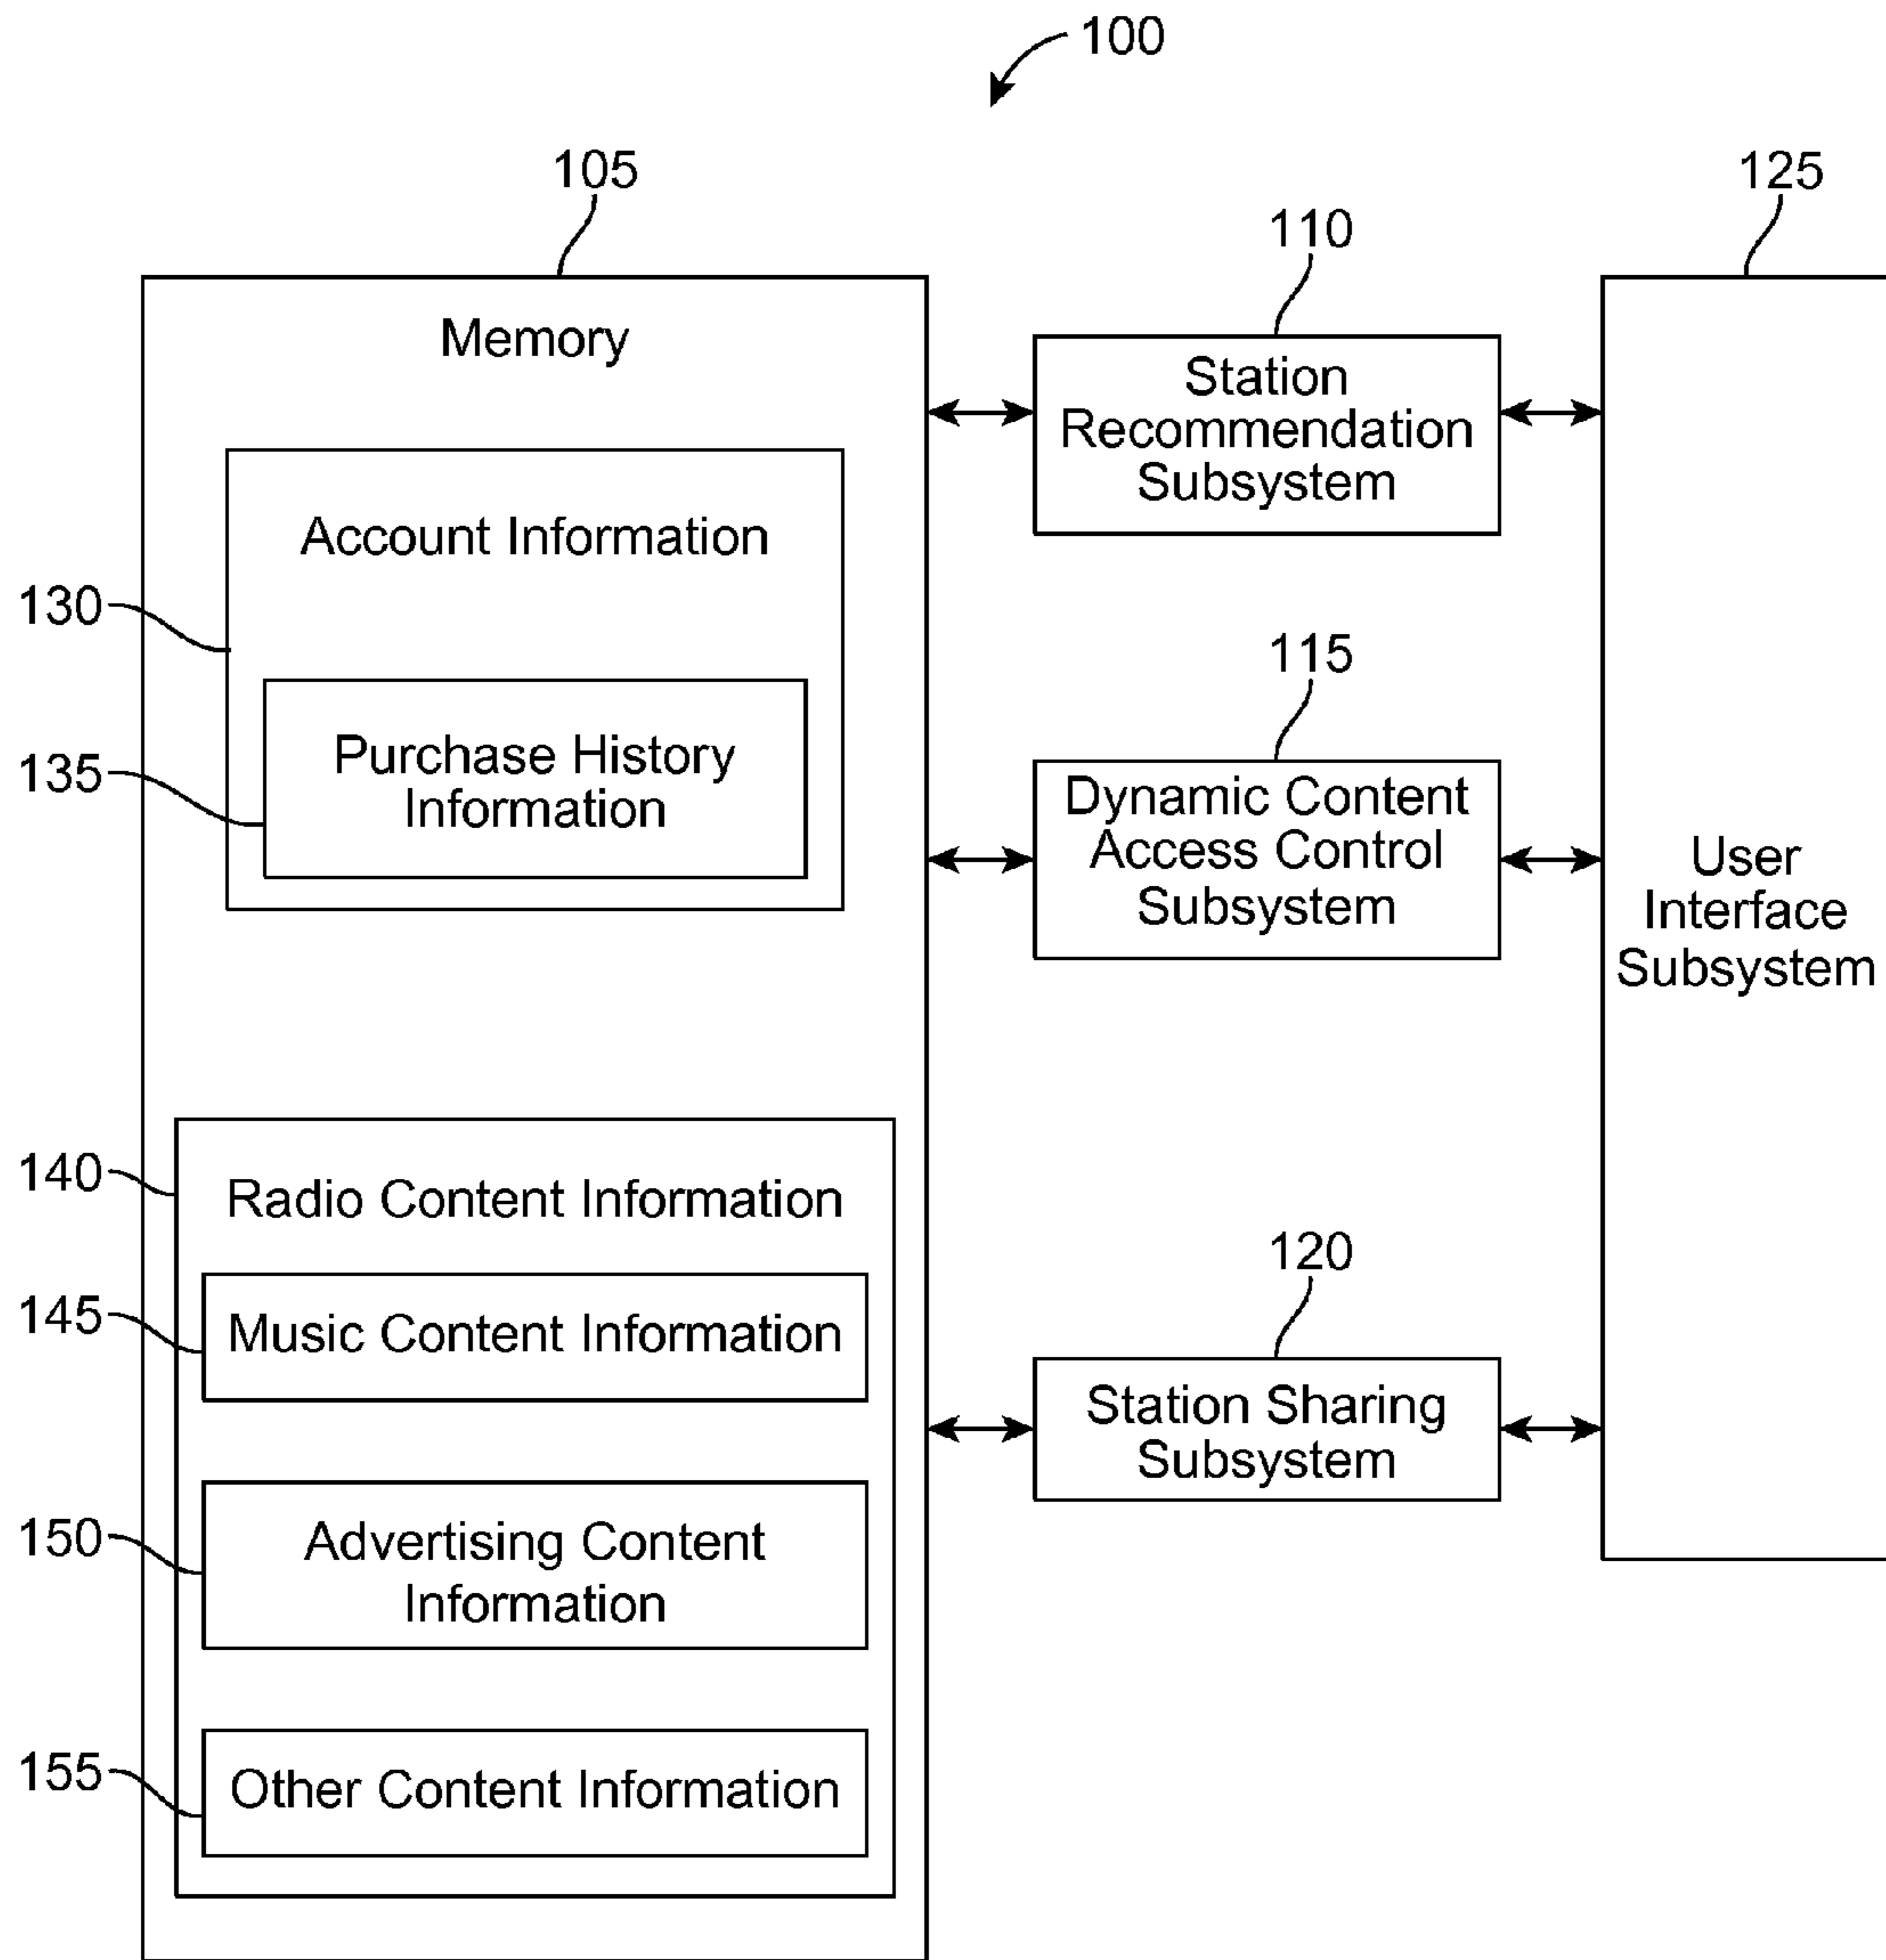 100
105
Memory
Account Information
130
Purchase History
Information
135
140
Radio Content Information
145
Music Content Information
150
Advertising Content
Information
155
Other Content Information
110
Station
Recommendation
Subsystem
115
Dynamic Content
Access Control
Subsystem
120
Station Sharing
Subsystem
125
User
Interface
Subsystem